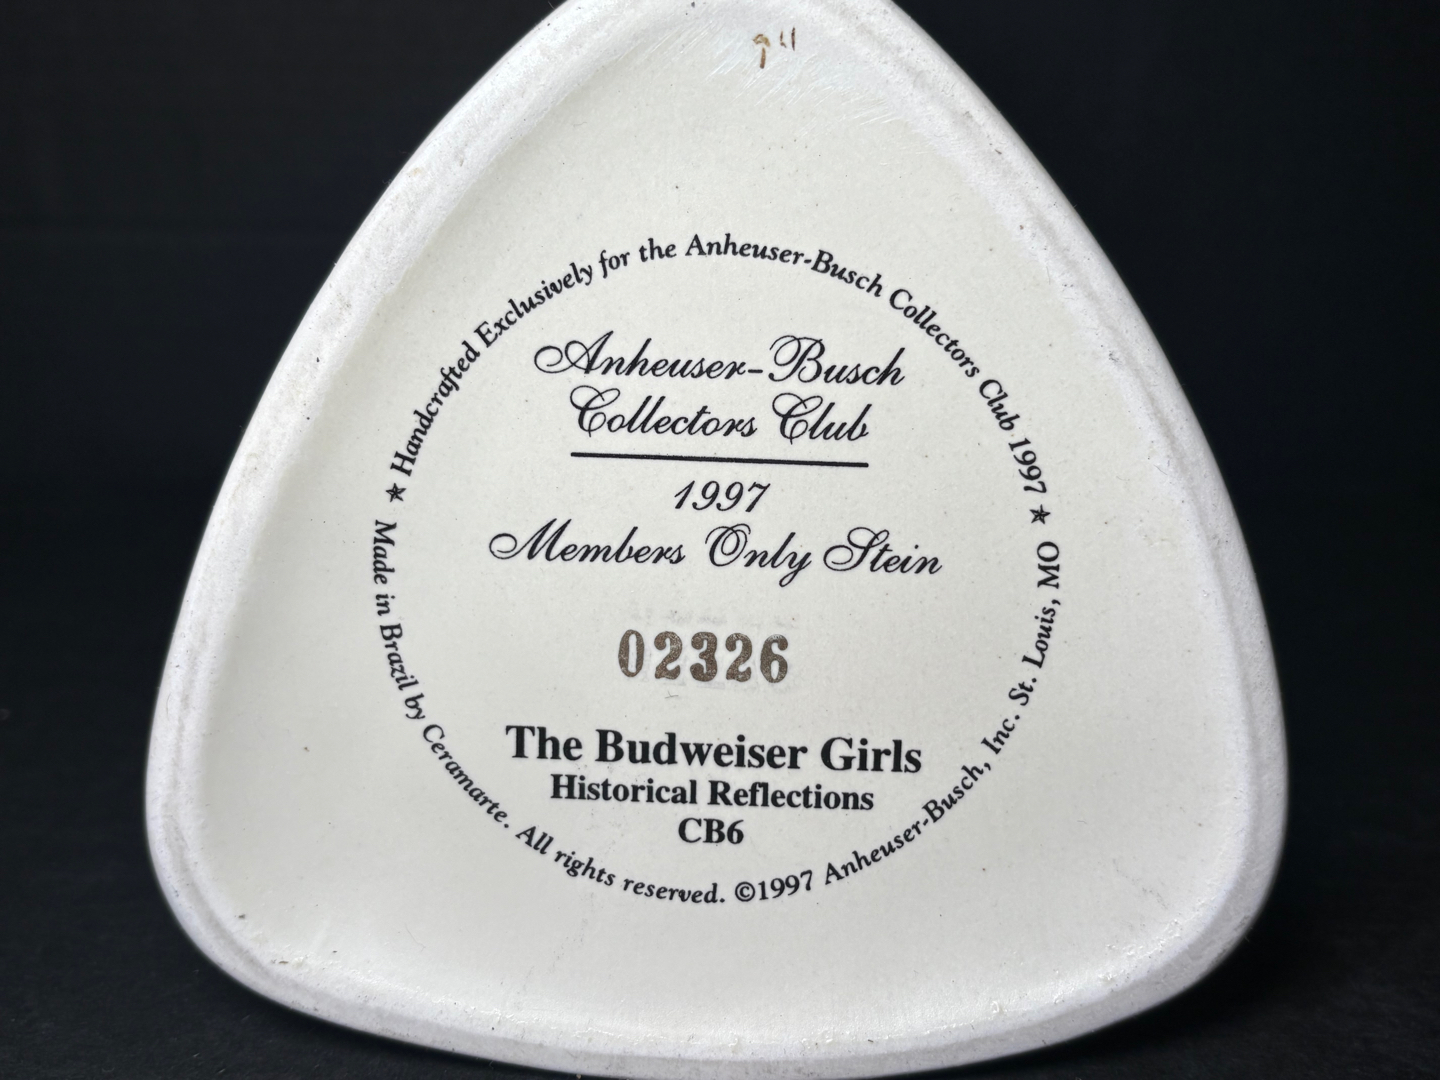 ★ Handcrafted Exclusively for the Anheuser-Busch Collectors Club 1997 ★
Anheuser-Busch
Collectors Club
1997
Members Only Stein
02326
The Budweiser Girls
Historical Reflections
CB6
Made in Brazil by Ceramarte. All rights reserved. ©1997 Anheuser-Busch, Inc. St. Louis, MO